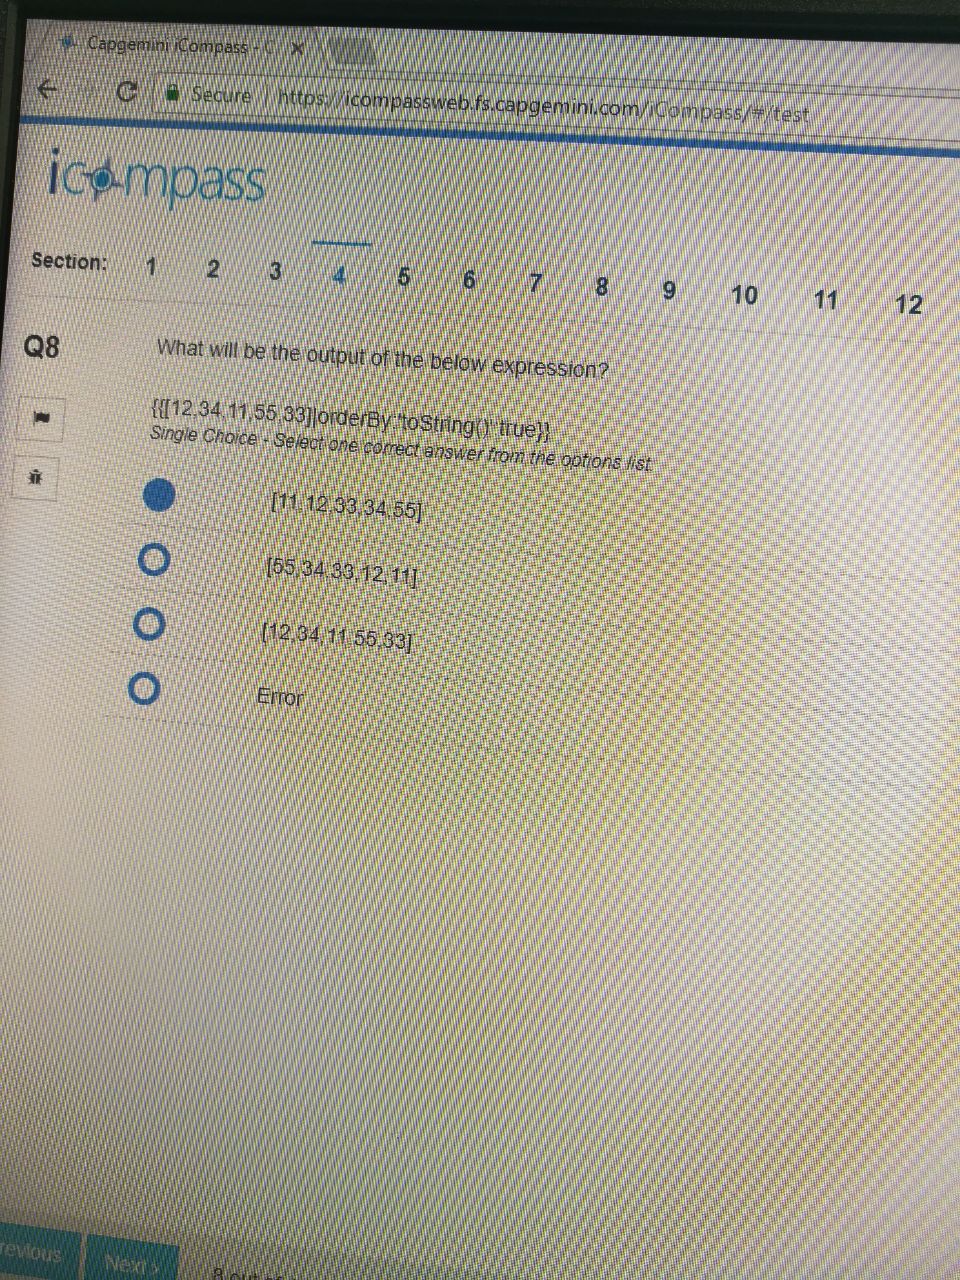 Capgemini iCompass - C
Secure | https://icompassweb.fs.capgemini.com/iCompass/#/test
icompass
Section: 1 2 3 4 5 6 7 8 9 10 11 12
Q8
What will be the output of the below expression?
{{[12,34,11,55,33]|orderBy:'toString()':true}}
Single Choice - Select one correct answer from the options list.
[11,12,33,34,55]
[55,34,33,12,11]
[12,34,11,55,33]
Error
revious
Next >
8 out of